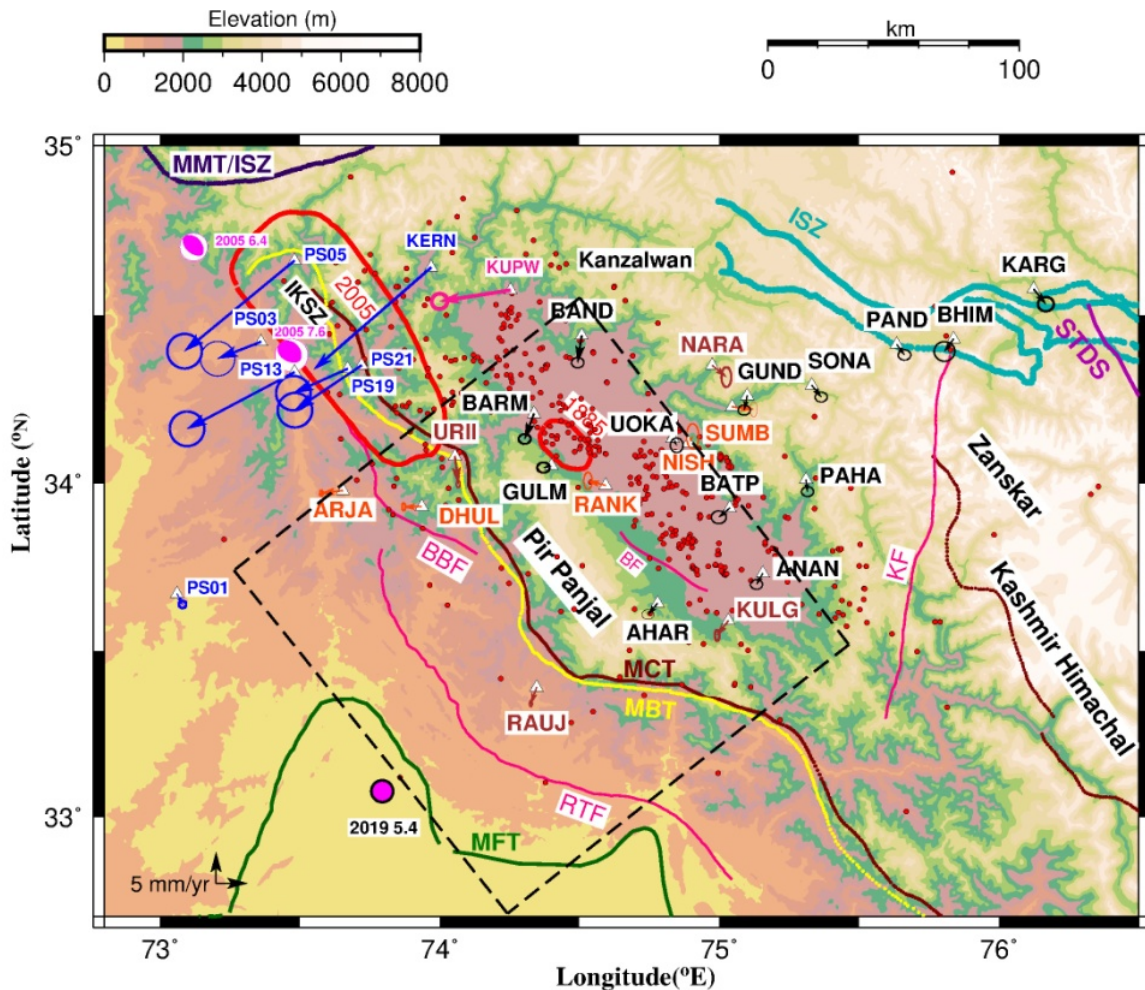 Elevation (m)
0 2000 4000 6000 8000
km
0 100
35°
34°
33°
Latitude (°N)
MMT/ISZ
2005 6.4
PS05
KERN
KUPW
Kanzalwan
ISZ
KARG
IKSZ
2005
PS03
2005 7.6
BAND
PAND
BHIM
STDS
PS13
PS21
PS19
NARA
GUND
SONA
BARM
1885
UOKA
SUMB
URII
NISH
Zanskar
GULM
RANK
BATP
PAHA
ARJA
DHUL
BBF
Pir Panjal
BF
ANAN
KF
PS01
KULG
AHAR
Kashmir Himachal
MCT
MBT
RAUJ
RTF
2019 5.4
MFT
5 mm/yr
73° 74° 75° 76°
Longitude(°E)